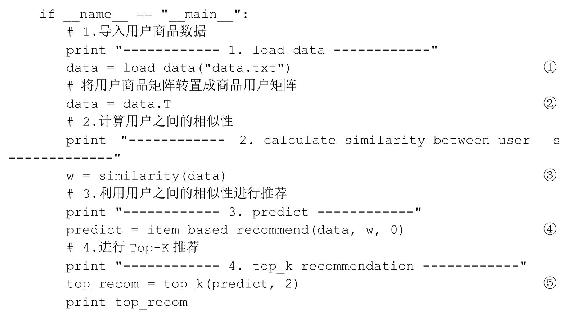 if __name__ == "__main__":
# 1.导入用户商品数据
print "------------ 1. load data ------------"
data = load_data("data.txt") ①
# 将用户商品矩阵转置成商品用户矩阵
data = data.T ②
# 2.计算用户之间的相似性
print "------------ 2. calculate similarity between user s
-------------"
w = similarity(data) ③
# 3.利用用户之间的相似性进行推荐
print "------------ 3. predict ------------"
predict = item_based_recommend(data, w, 0) ④
# 4.进行Top-K推荐
print "------------ 4. top_k recommendation ------------"
top_recom = top_k(predict, 2) ⑤
print top_recom